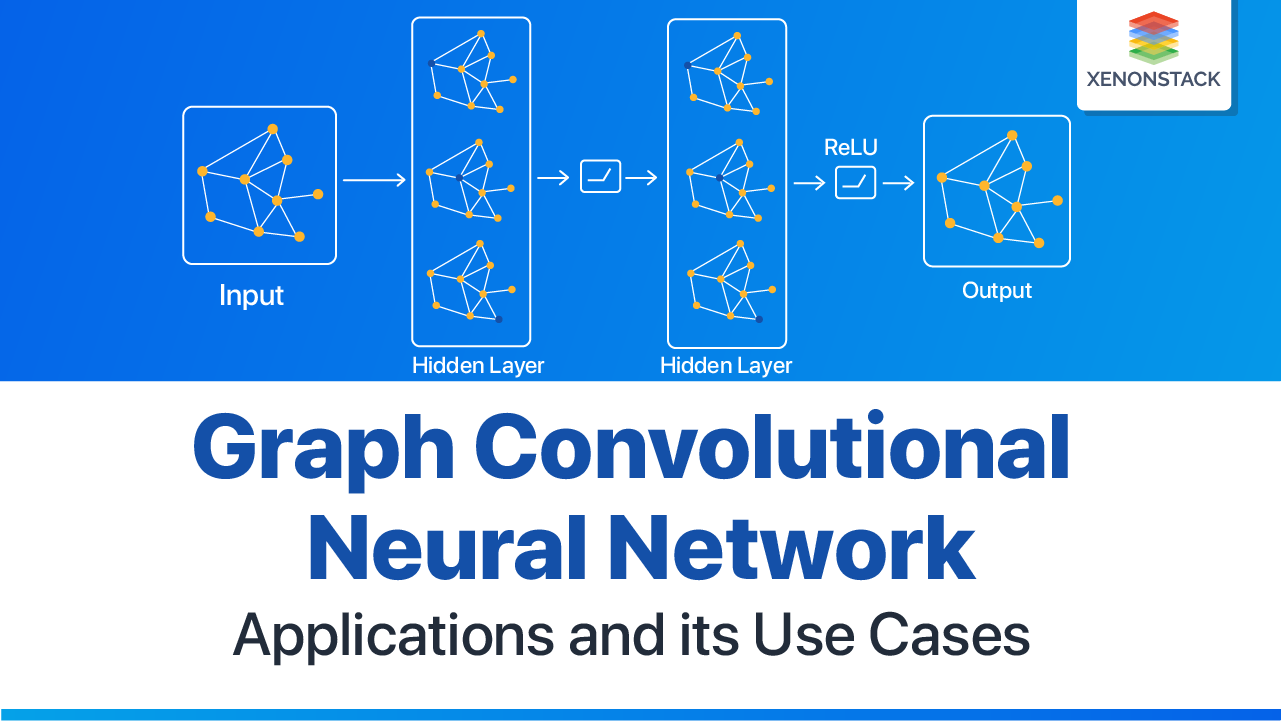 XENONSTACK
ReLU
Input
Output
Hidden Layer
Hidden Layer
Graph Convolutional
Neural Network
Applications and its Use Cases